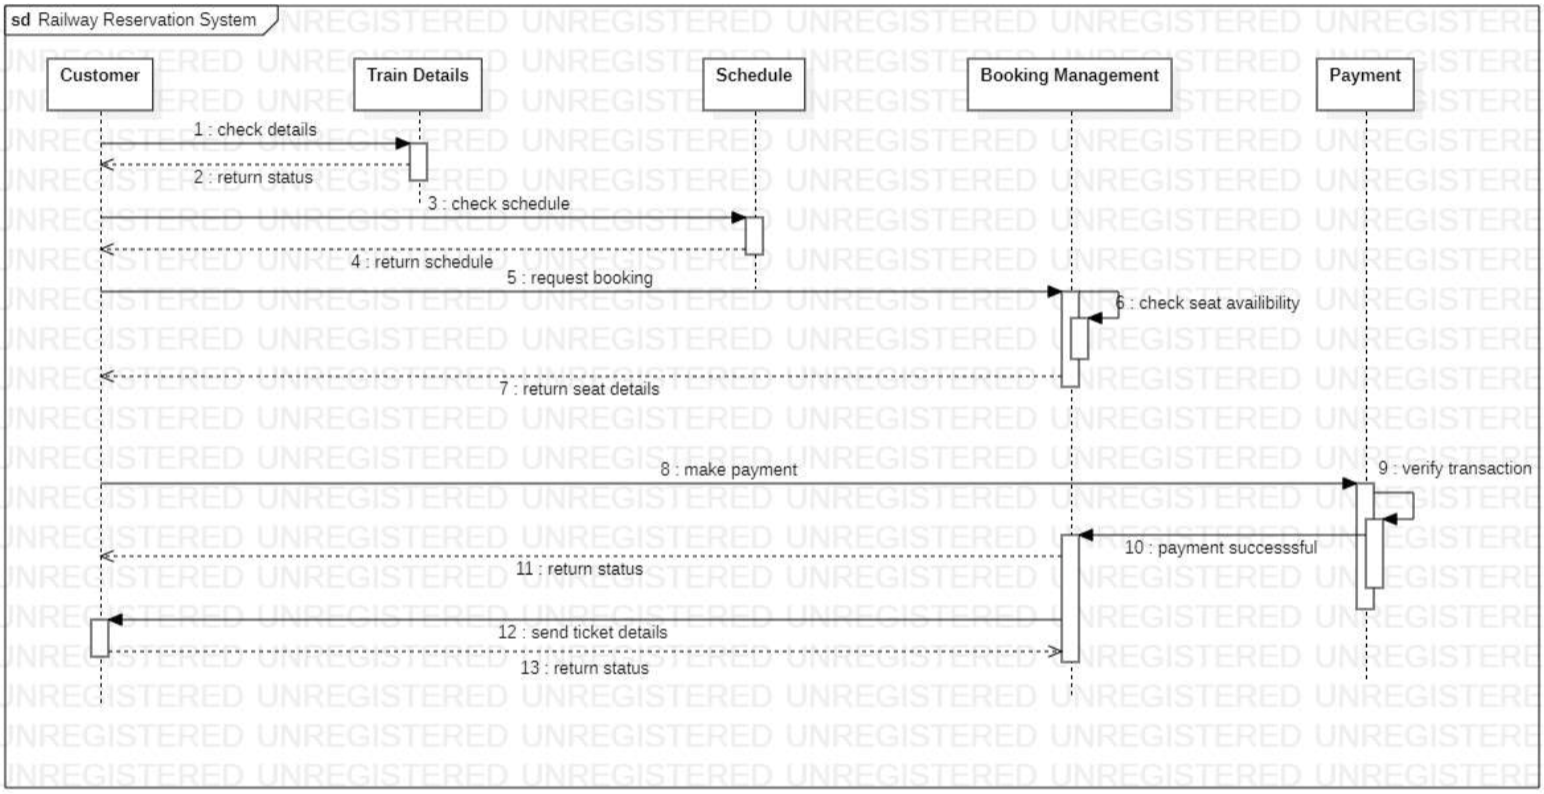 sd Railway Reservation System
Customer
Train Details
Schedule
Booking Management
Payment
1 : check details
2 : return status
3 : check schedule
4 : return schedule
5 : request booking
6 : check seat availibility
7 : return seat details
8 : make payment
9 : verify transaction
10 : payment successsful
11 : return status
12 : send ticket details
13 : return status
UNREGISTERED UNREGISTERED UNREGISTERED UNREGISTERED UNREGISTERED